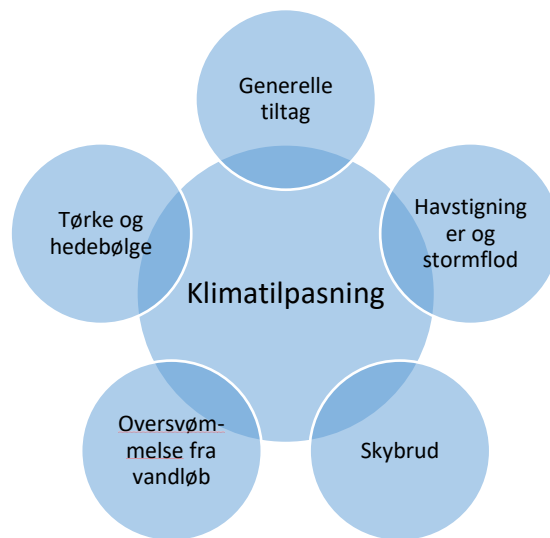 Generelle
tiltag
Havstigning
er og
stormflod
Tørke og
hedebølge
Klimatilpasning
Oversvøm-
melse fra
vandløb
Skybrud